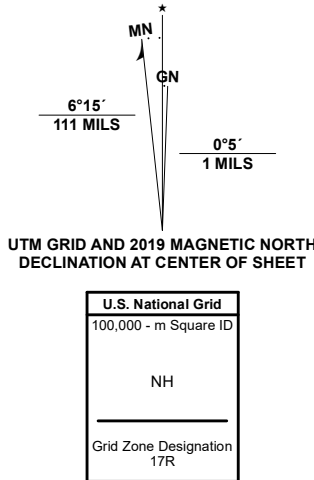 MN
GN
6°15´
111 MILS
0°5´
1 MILS
UTM GRID AND 2019 MAGNETIC NORTH
DECLINATION AT CENTER OF SHEET
U.S. National Grid
100,000 - m Square ID
NH
Grid Zone Designation
17R